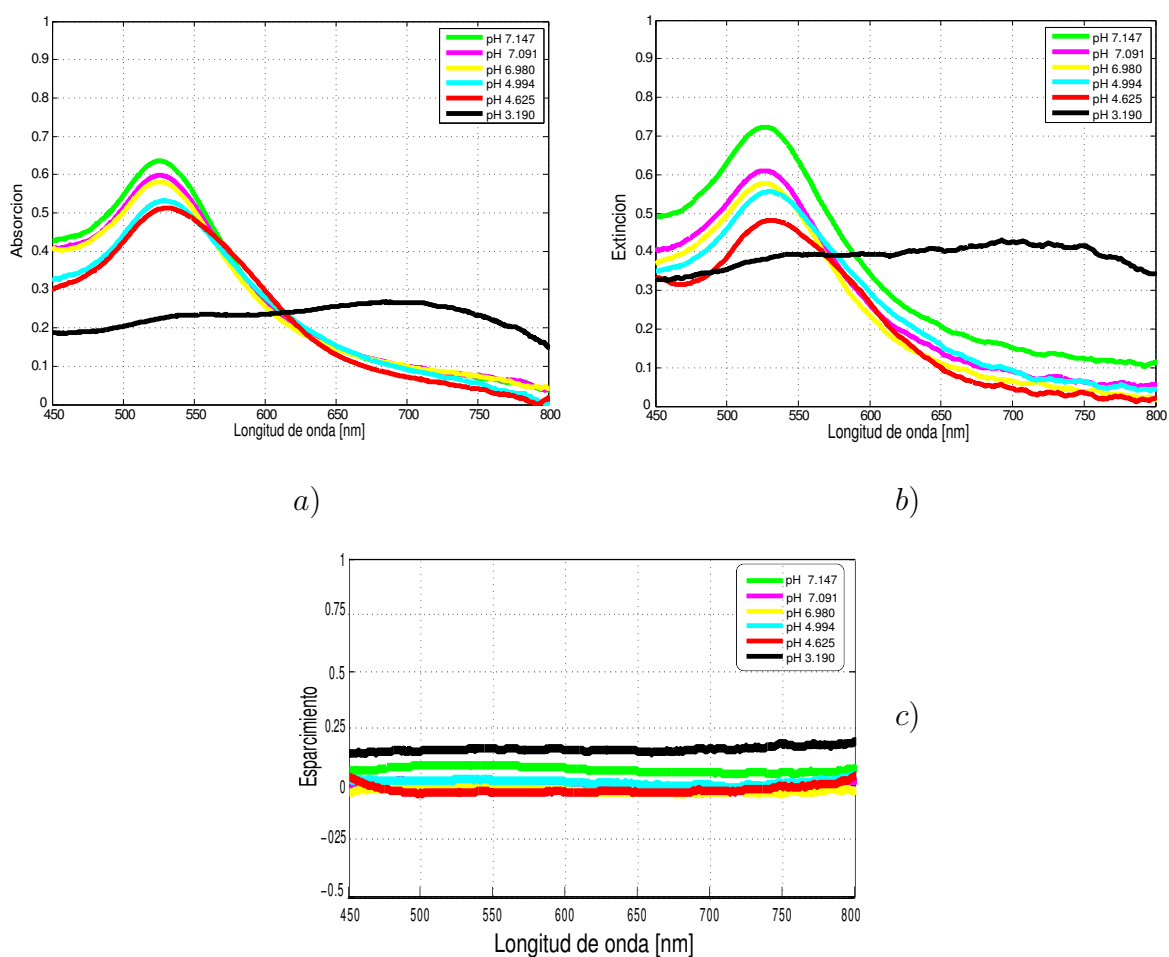 1
0.9
0.8
0.7
0.6
0.5
0.4
0.3
0.2
0.1
0
Absorcion
450 500 550 600 650 700 750 800
Longitud de onda [nm]
pH 7.147
pH 7.091
pH 6.980
pH 4.994
pH 4.625
pH 3.190
a)
1
0.9
0.8
0.7
0.6
0.5
0.4
0.3
0.2
0.1
0
Extincion
450 500 550 600 650 700 750 800
Longitud de onda [nm]
pH 7.147
pH 7.091
pH 6.980
pH 4.994
pH 4.625
pH 3.190
b)
1
0.75
0.5
0.25
0
-025
-0.5
Esparcimiento
450 500 550 600 650 700 750 800
Longitud de onda [nm]
pH 7.147
pH 7.091
pH 6.980
pH 4.994
pH 4.625
pH 3.190
c)